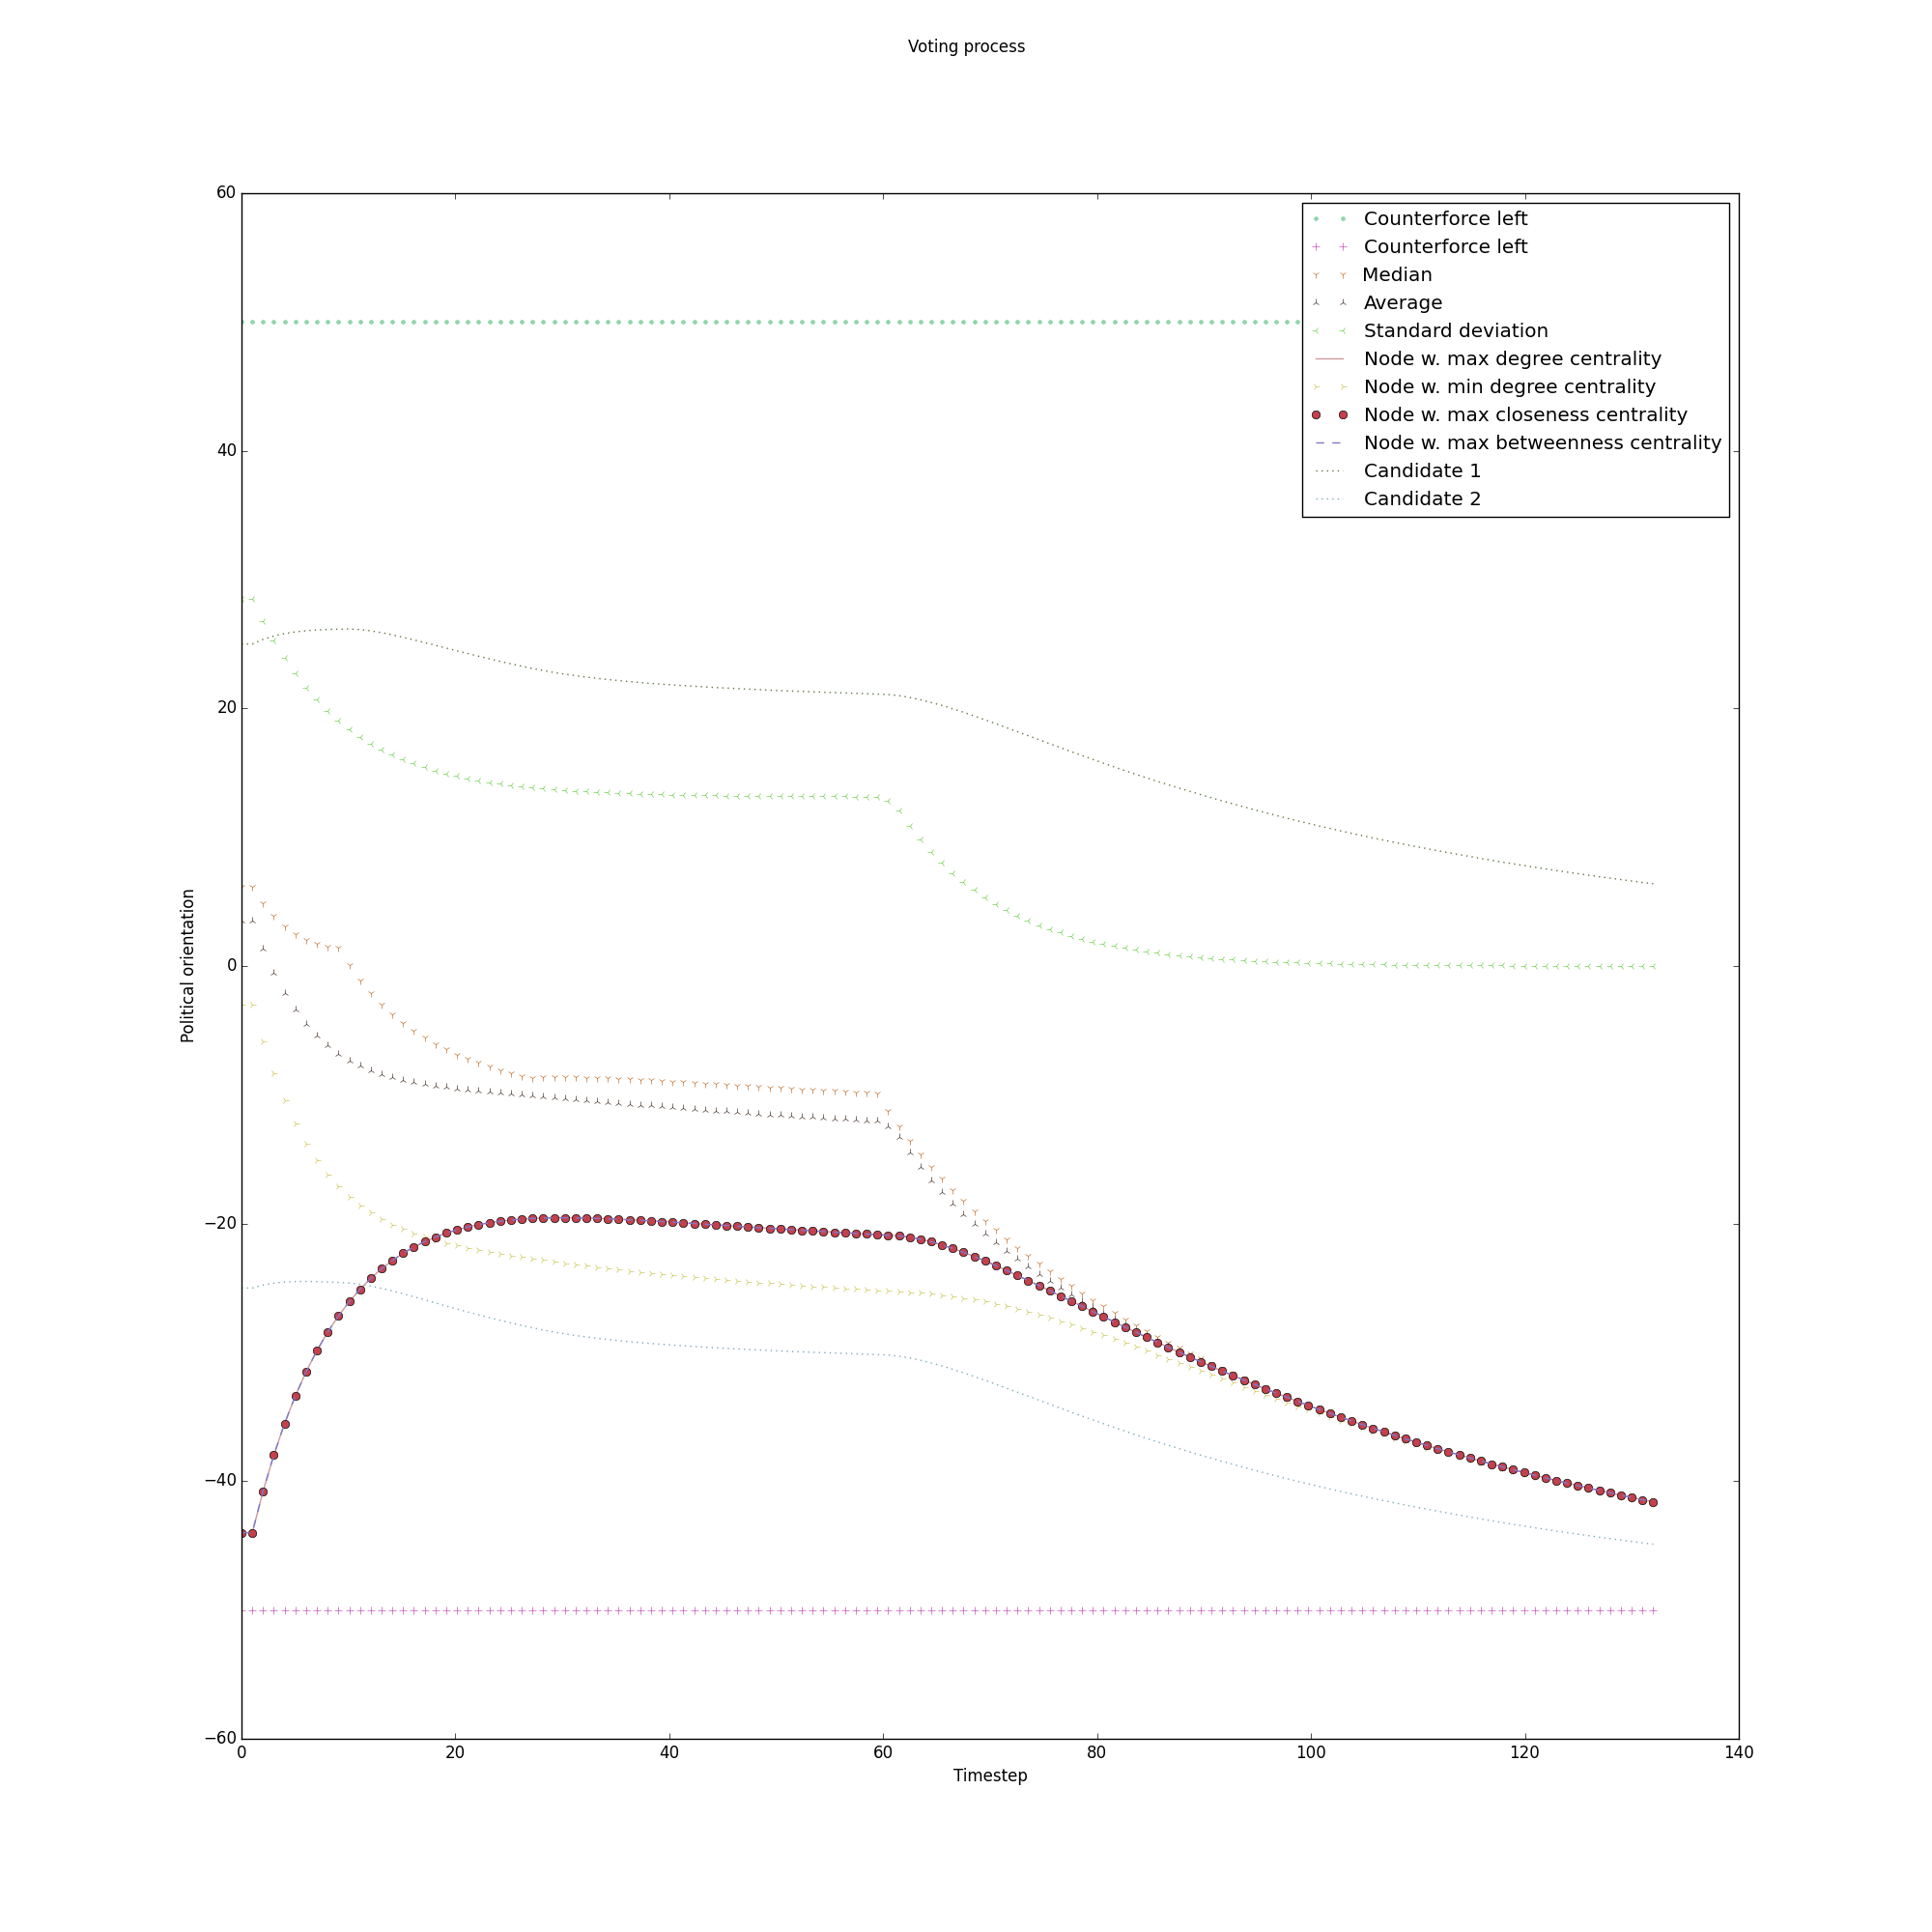 Voting process
60
40
20
0
−20
−40
−60
Political orientation
0 20 40 60 80 100 120 140
Timestep
Counterforce left
Counterforce left
Median
Average
Standard deviation
Node w. max degree centrality
Node w. min degree centrality
Node w. max closeness centrality
Node w. max betweenness centrality
Candidate 1
Candidate 2